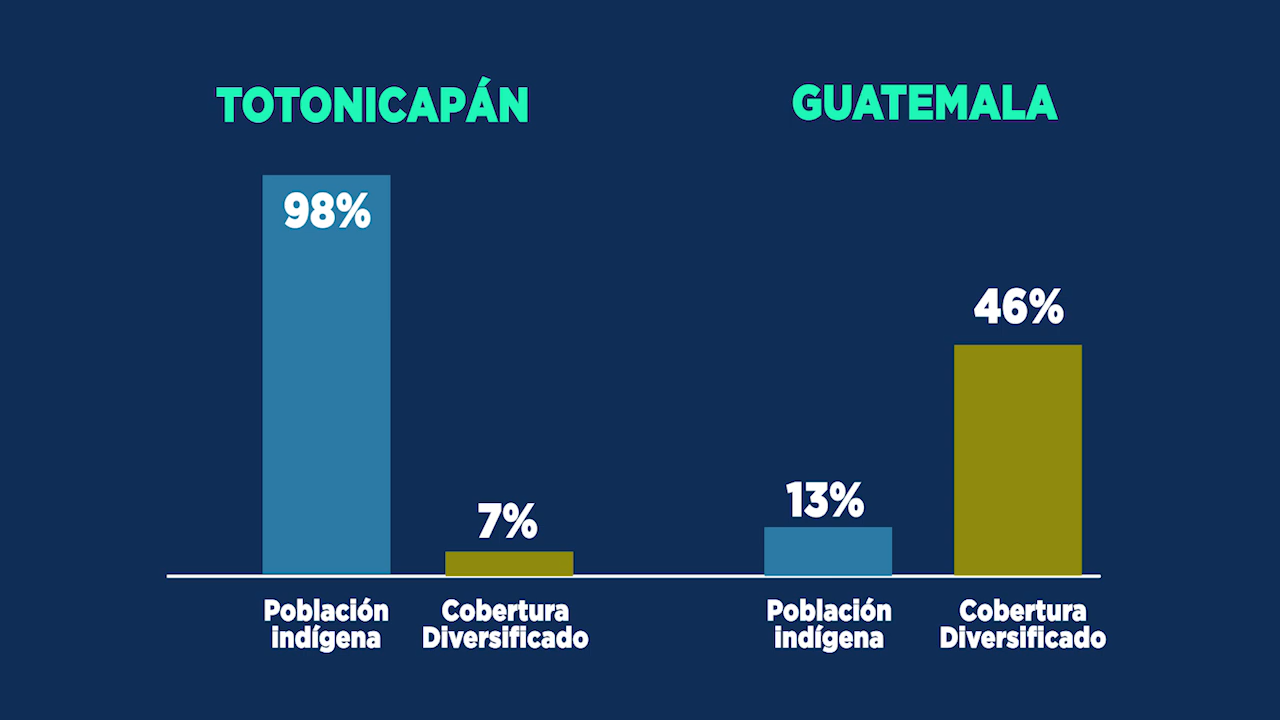 TOTONICAPÁN
98%
7%
Población
indígena
Cobertura
Diversificado
GUATEMALA
13%
46%
Población
indígena
Cobertura
Diversificado